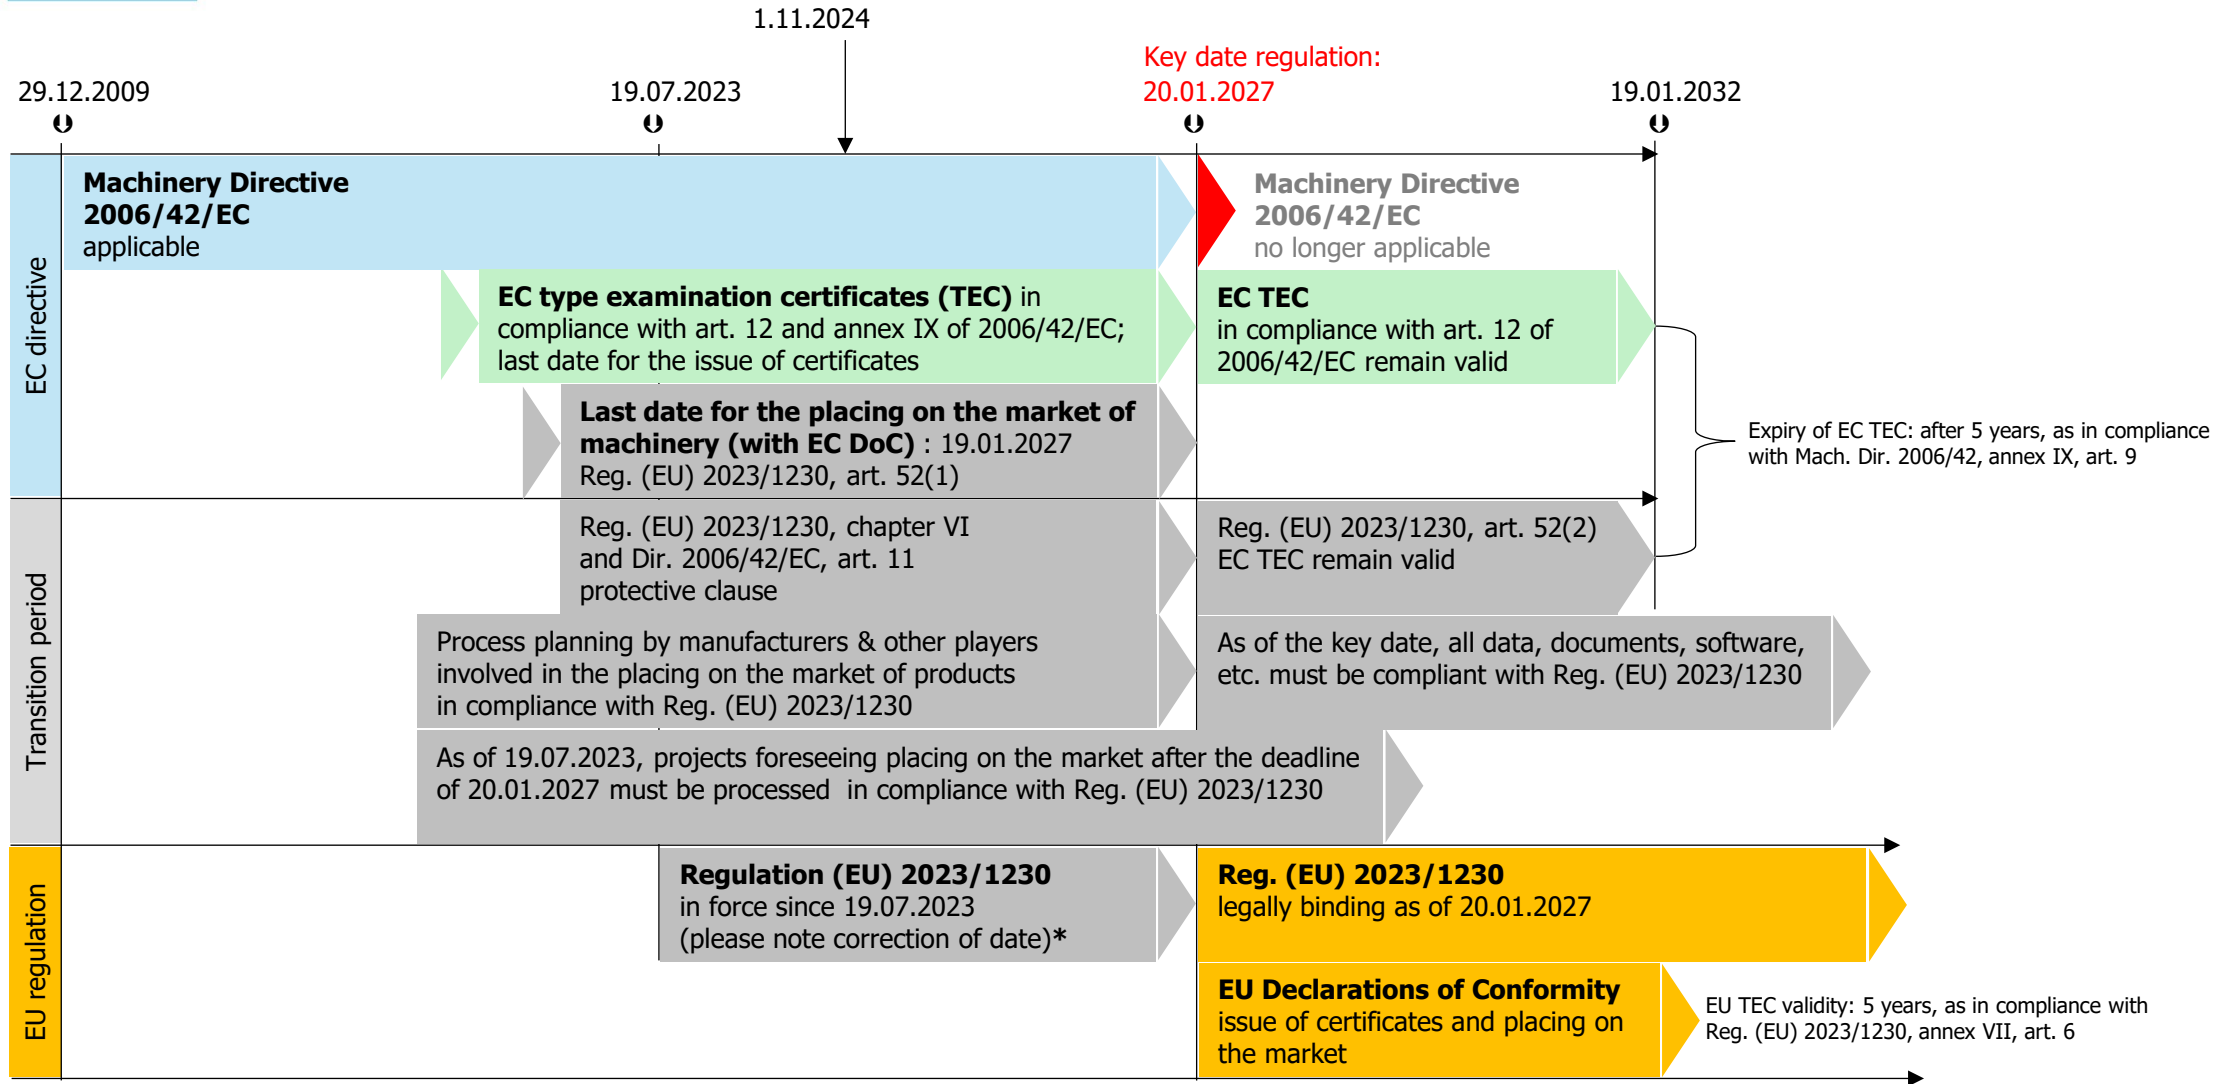 1.11.2024
Key date regulation:
29.12.2009
19.07.2023
20.01.2027
19.01.2032
EC directive
Machinery Directive
2006/42/EC
applicable
Machinery Directive
2006/42/EC
no longer applicable
EC type examination certificates (TEC) in
compliance with art. 12 and annex IX of 2006/42/EC;
last date for the issue of certificates
EC TEC
in compliance with art. 12 of
2006/42/EC remain valid
Last date for the placing on the market of
machinery (with EC DoC) : 19.01.2027
Reg. (EU) 2023/1230, art. 52(1)
Expiry of EC TEC: after 5 years, as in compliance
with Mach. Dir. 2006/42, annex IX, art. 9
Transition period
Reg. (EU) 2023/1230, chapter VI
and Dir. 2006/42/EC, art. 11
protective clause
Reg. (EU) 2023/1230, art. 52(2)
EC TEC remain valid
Process planning by manufacturers & other players
involved in the placing on the market of products
in compliance with Reg. (EU) 2023/1230
As of the key date, all data, documents, software,
etc. must be compliant with Reg. (EU) 2023/1230
As of 19.07.2023, projects foreseeing placing on the market after the deadline
of 20.01.2027 must be processed in compliance with Reg. (EU) 2023/1230
EU regulation
Regulation (EU) 2023/1230
in force since 19.07.2023
(please note correction of date)*
Reg. (EU) 2023/1230
legally binding as of 20.01.2027
EU Declarations of Conformity
issue of certificates and placing on
the market
EU TEC validity: 5 years, as in compliance with
Reg. (EU) 2023/1230, annex VII, art. 6